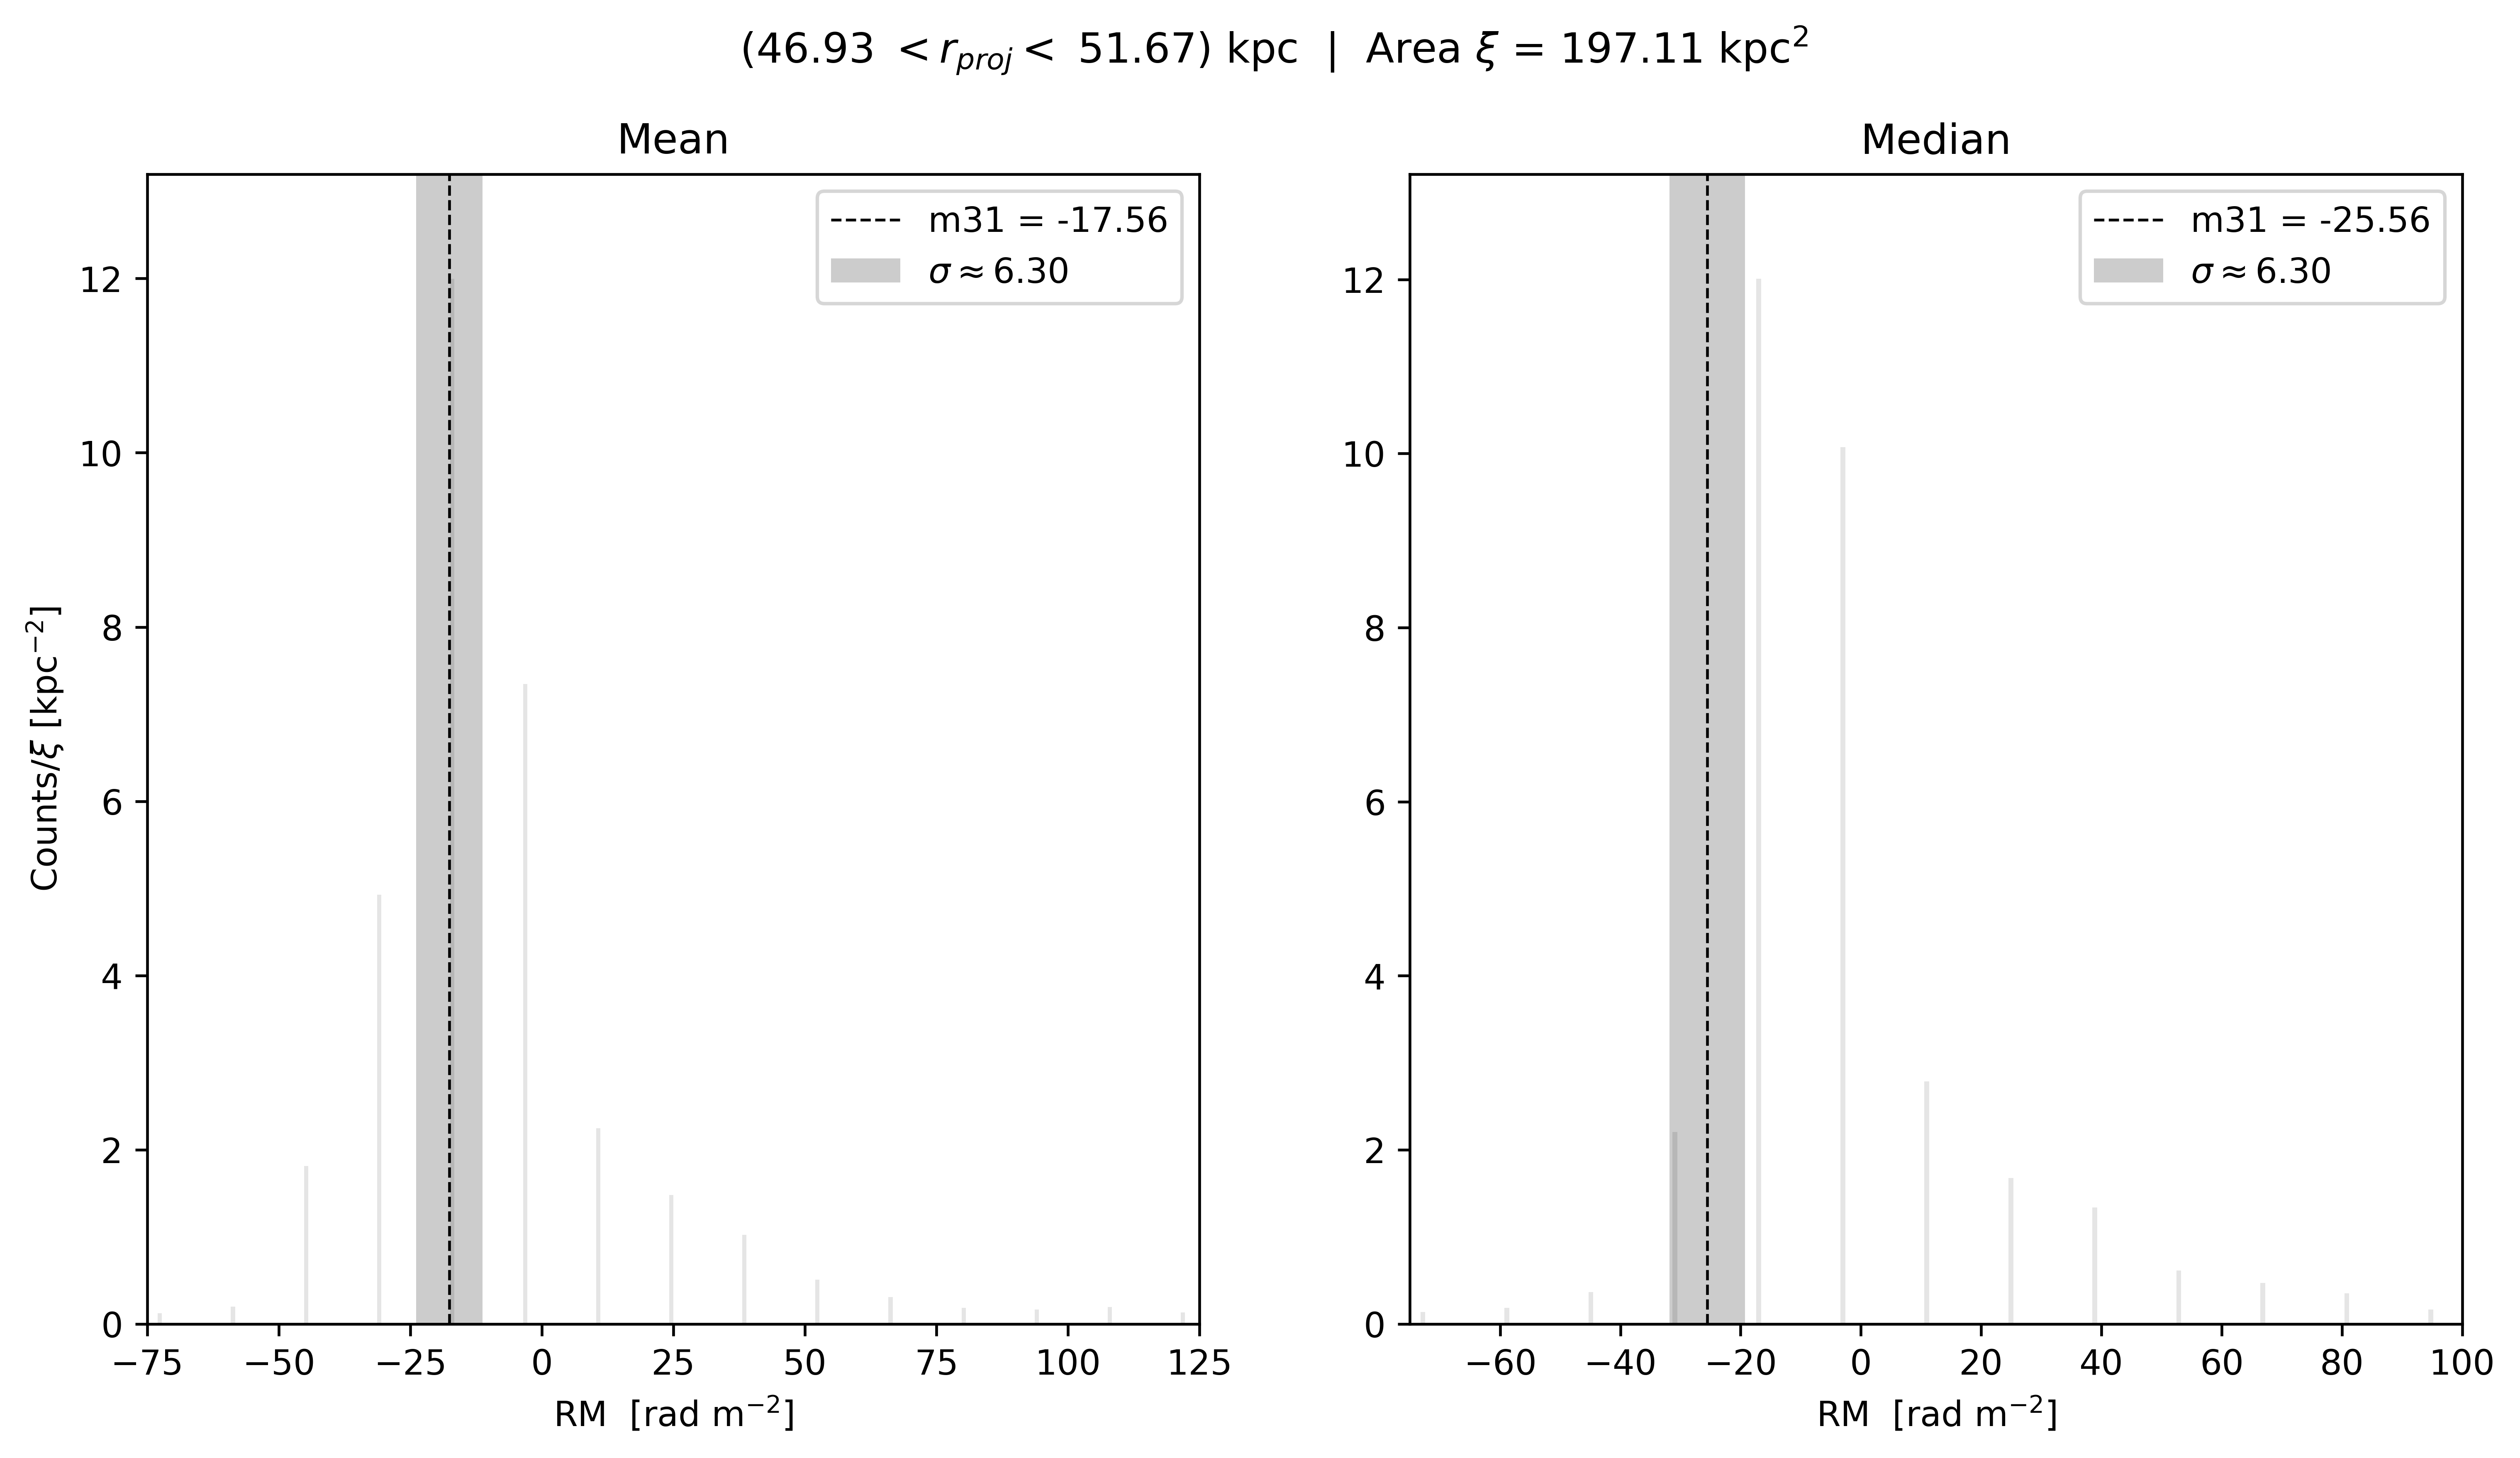 (46.93 < r_proj < 51.67) kpc | Area ξ = 197.11 kpc²
Mean
m31 = -17.56
σ ≈ 6.30
12
10
8
6
4
2
0
Counts/ξ [kpc⁻²]
−75 −50 −25 0 25 50 75 100 125
RM [rad m⁻²]
Median
m31 = -25.56
σ ≈ 6.30
12
10
8
6
4
2
0
−60 −40 −20 0 20 40 60 80 100
RM [rad m⁻²]